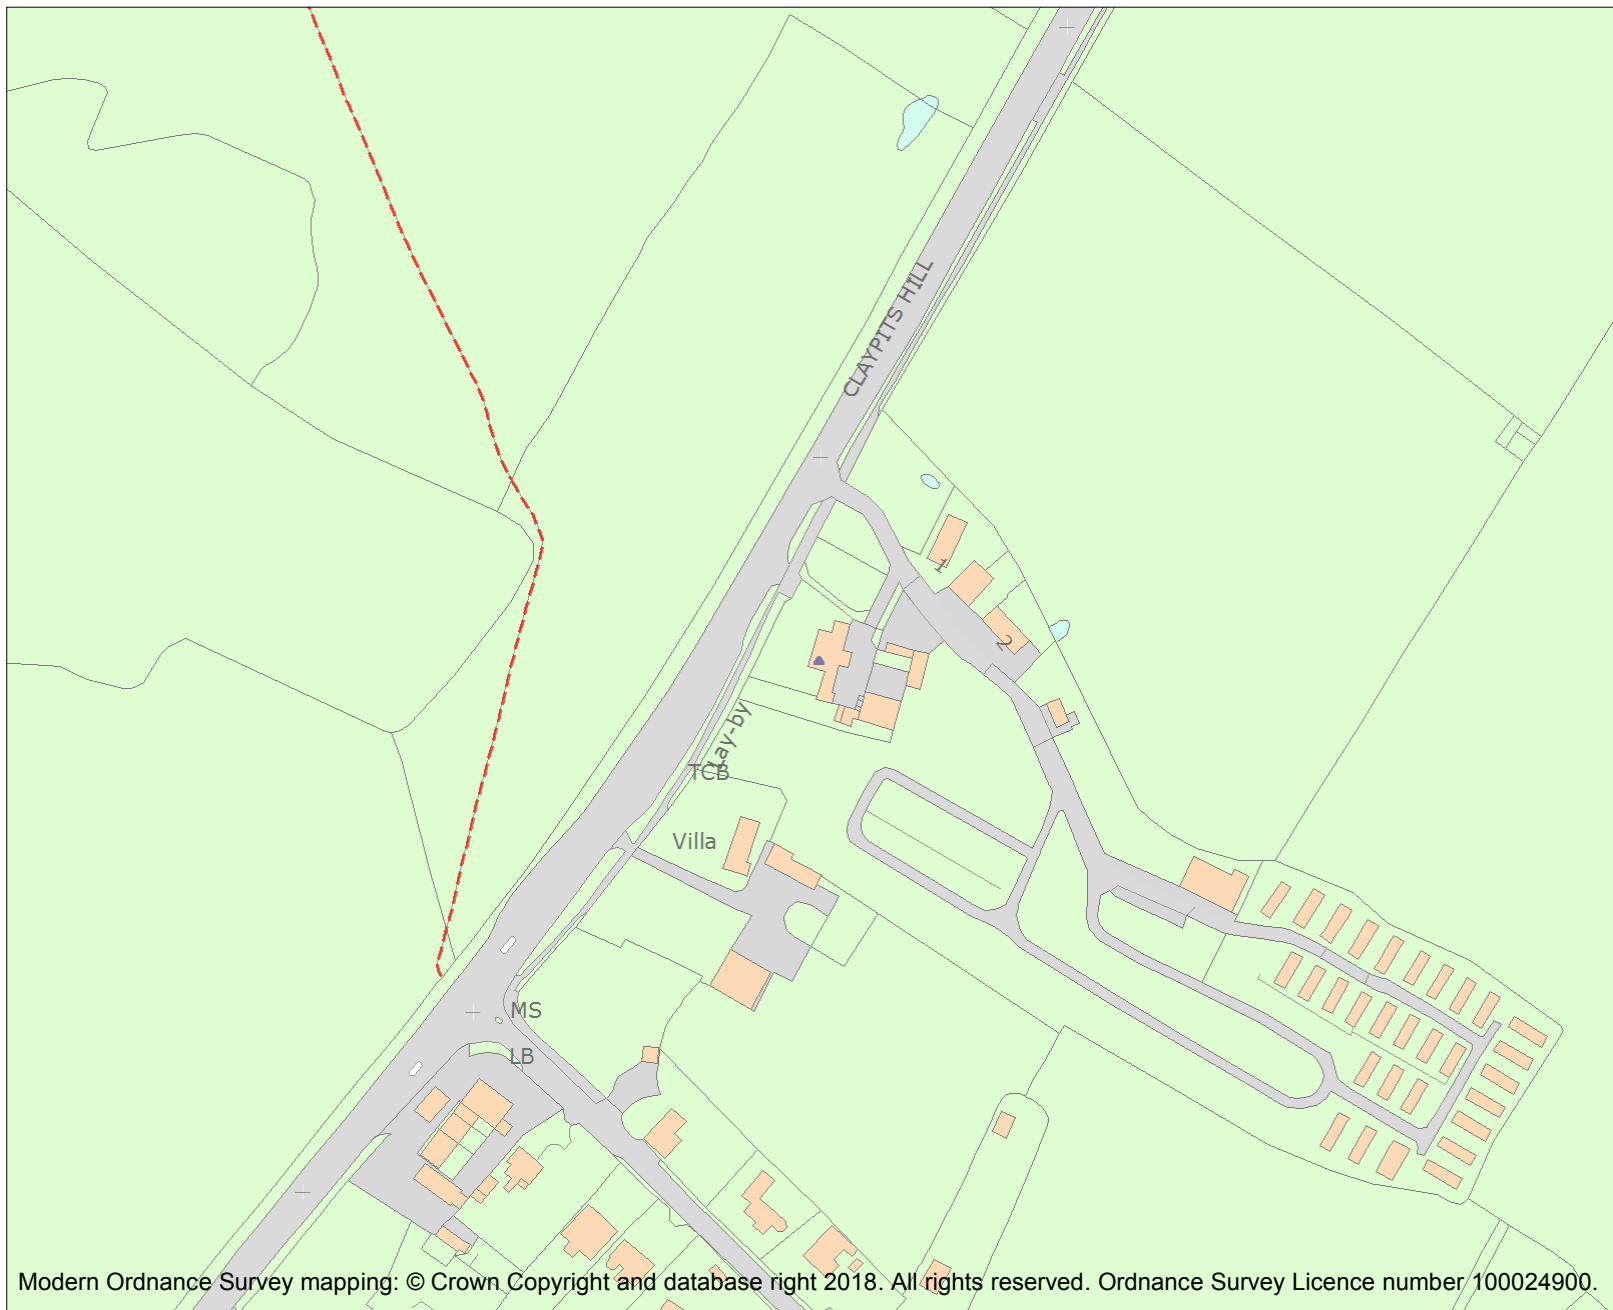 CLAYPITS HILL
1
2
Lay-by
TCB
Villa
MS
LB
Modern Ordnance Survey mapping: © Crown Copyright and database right 2018. All rights reserved. Ordnance Survey Licence number 100024900.